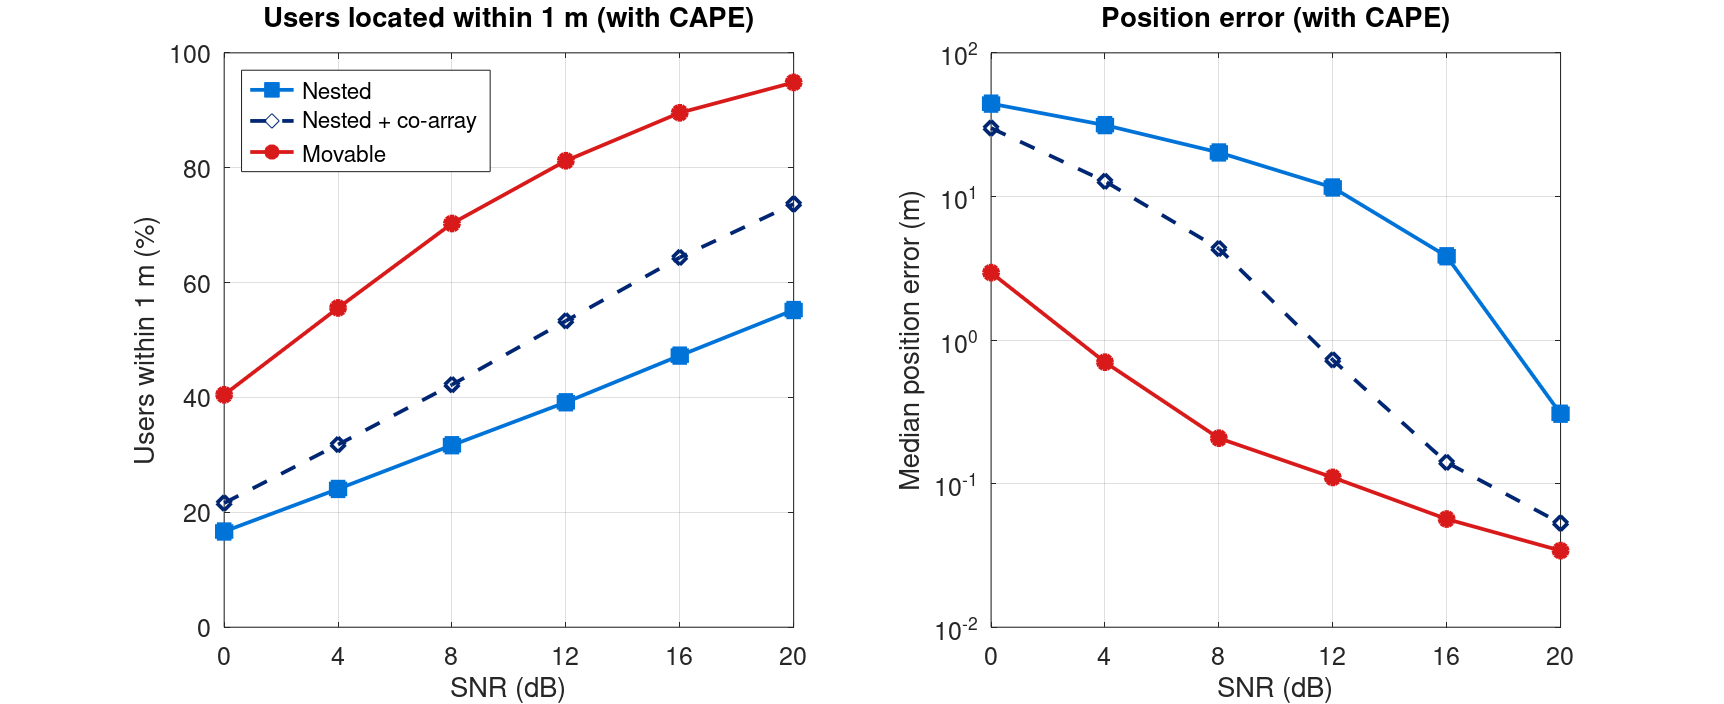 Users located within 1 m (with CAPE)
100
80
60
40
20
0
Users within 1 m (%)
Nested
Nested + co-array
Movable
0 4 8 12 16 20
SNR (dB)
Position error (with CAPE)
10^2
10^1
10^0
10^-1
10^-2
Median position error (m)
0 4 8 12 16 20
SNR (dB)